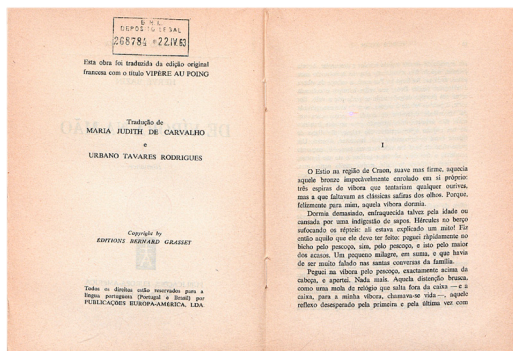 B. N. L.
DEPÓSITO LEGAL
268784 *22.IV.63
Esta obra foi traduzida da edição original
francesa com o título VIPÈRE AU POING
Tradução de
MARIA JUDITH DE CARVALHO
e
URBANO TAVARES RODRIGUES
Copyright by
EDITIONS BERNARD GRASSET
Todos os direitos estão reservados para a
língua portuguesa (Portugal e Brasil) por
PUBLICAÇÕES EUROPA-AMÉRICA, LDA.
I
O Estio na região de Craon, suave mas firme, aquecia
aquele bronze impecàvelmente enrolado em si próprio:
três espiras de víbora que tentariam qualquer ourives,
mas a que faltavam as clássicas safiras dos olhos. Porque,
felizmente para mim, aquela víbora dormia.
Dormia demasiado, enfraquecida talvez pela idade ou
cansada por uma indigestão de sapos. Hércules no berço
sufocando os répteis: ali estava explicado um mito! Fiz
então aquilo que ele deve ter feito: peguei ràpidamente no
bicho pelo pescoço, sim, pelo pescoço, e isto pelo maior
dos acasos. Um pequeno milagre, em suma, e que havia
de ser muito falado nas santas conversas da família.
Peguei na víbora pelo pescoço, exactamente acima da
cabeça, e apertei. Nada mais. Aquela distenção brusca,
como uma mola de relógio que salta fora da caixa — e a
caixa, para a minha víbora, chamava-se vida —, aquele
reflexo desesperado pela primeira e pela última vez com